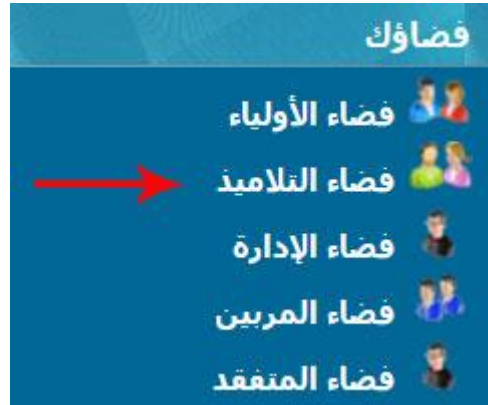 فضاؤك
فضاء الأولياء
فضاء التلاميذ
فضاء الإدارة
فضاء المربين
فضاء المتفقد